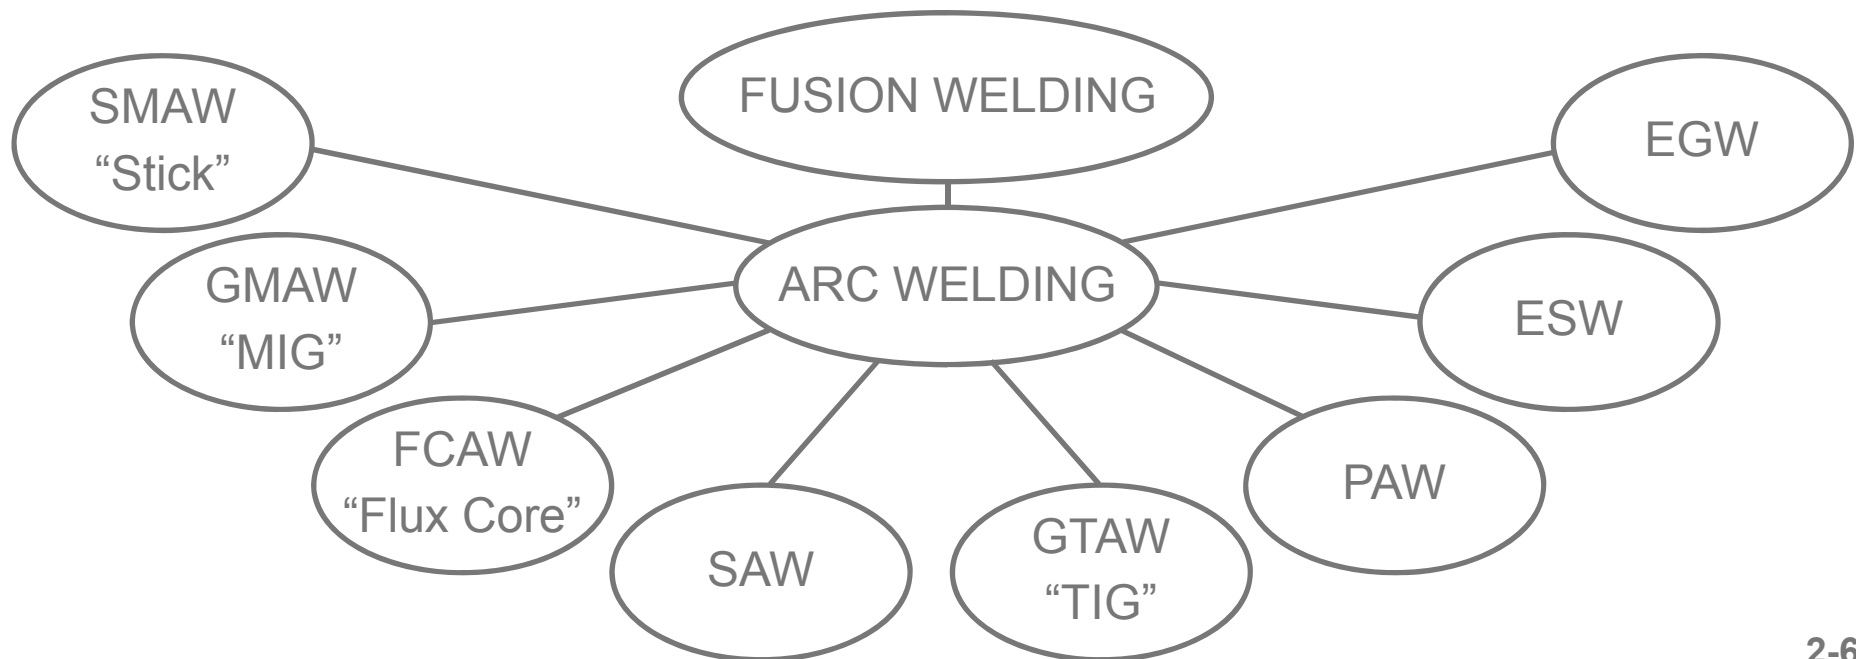 FUSION WELDING
SMAW
“Stick”
EGW
ARC WELDING
GMAW
“MIG”
ESW
FCAW
“Flux Core”
PAW
SAW
GTAW
“TIG”
2-6